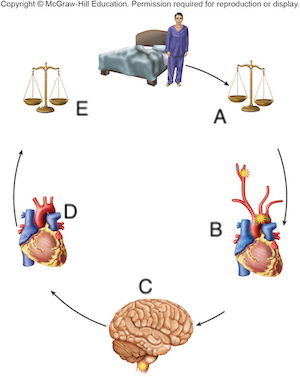 Copyright © McGraw-Hill Education. Permission required for reproduction or display.
E
A
D
B
C